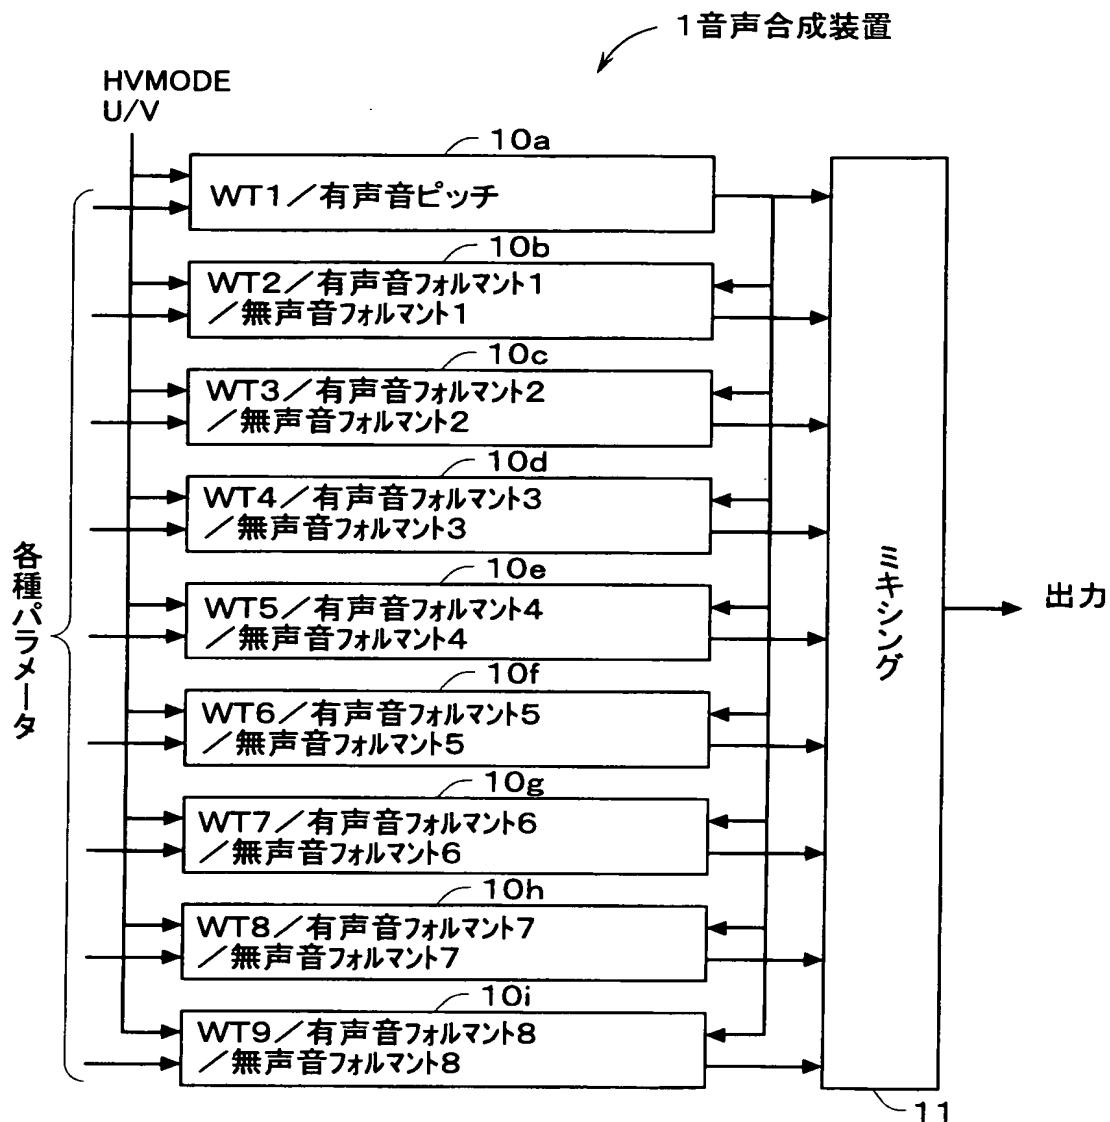 1音声合成装置
HVMODE
U/V
10a
WT1／有声音ピッチ
10b
WT2／有声音フォルマント1
／無声音フォルマント1
10c
WT3／有声音フォルマント2
／無声音フォルマント2
10d
WT4／有声音フォルマント3
／無声音フォルマント3
10e
WT5／有声音フォルマント4
／無声音フォルマント4
10f
WT6／有声音フォルマント5
／無声音フォルマント5
10g
WT7／有声音フォルマント6
／無声音フォルマント6
10h
WT8／有声音フォルマント7
／無声音フォルマント7
10i
WT9／有声音フォルマント8
／無声音フォルマント8
各種パラメータ
ミキシング
出力
11